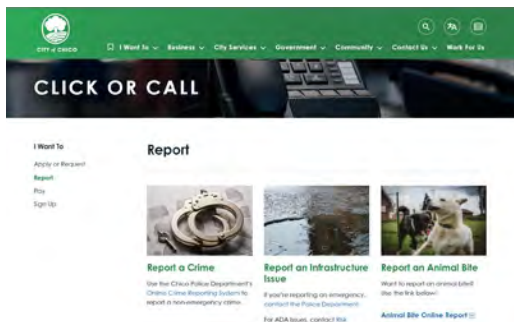 CITY of CHICO
I Want To
Business
City Services
Government
Community
Contact Us
Work For Us
CLICK OR CALL
I Want To
Apply or Request
Report
Pay
Sign Up
Report
Report a Crime
Use the Chico Police Department's
Online Crime Reporting System to
report a non-emergency crime.
Report an Infrastructure
Issue
If you're reporting an emergency,
contact the Police Department.
For ADA issues, contact Risk
Report an Animal Bite
Want to report an animal bite?
Use the link below!
Animal Bite Online Report